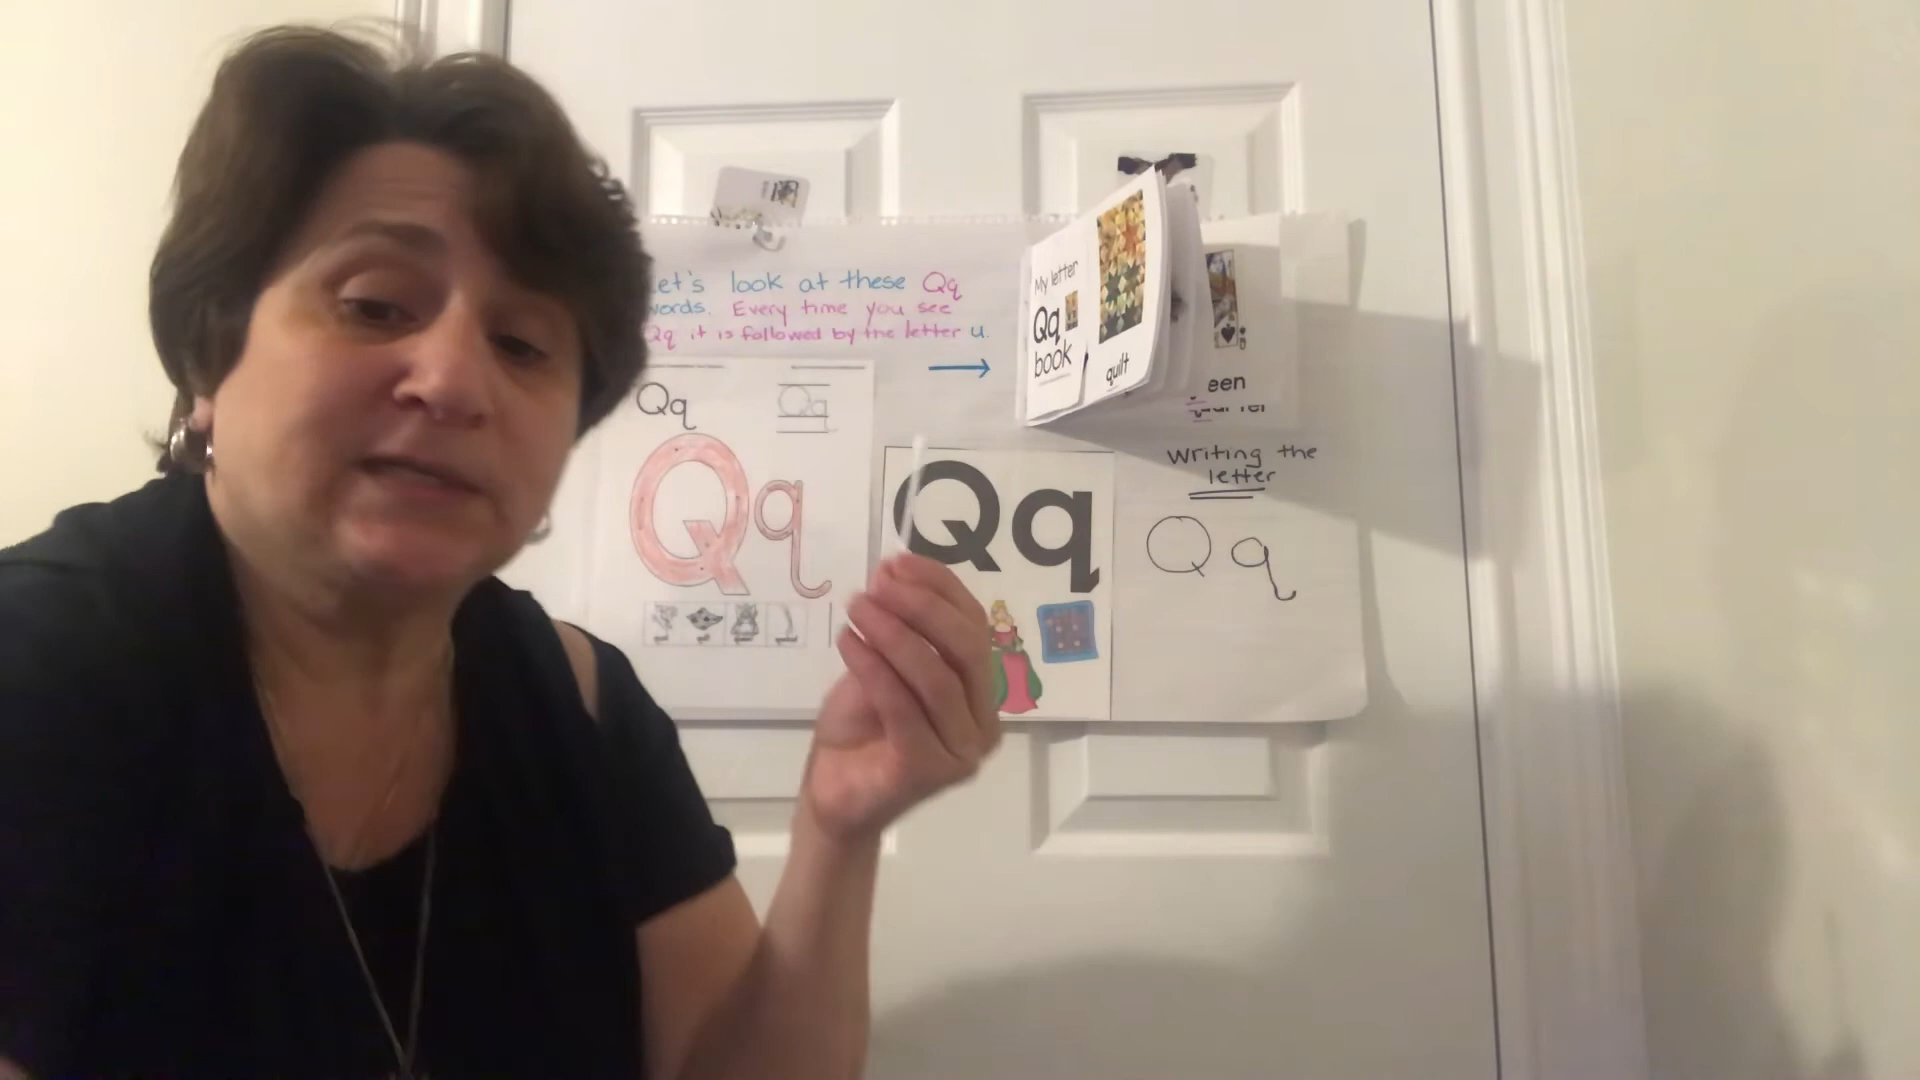 let's look at these Qq
words. Every time you see
Qq it is followed by the letter u.
My letter
Qq
book
quilt
een
Qq
Qq
Qq
Qq
Writing the
letter
Q q